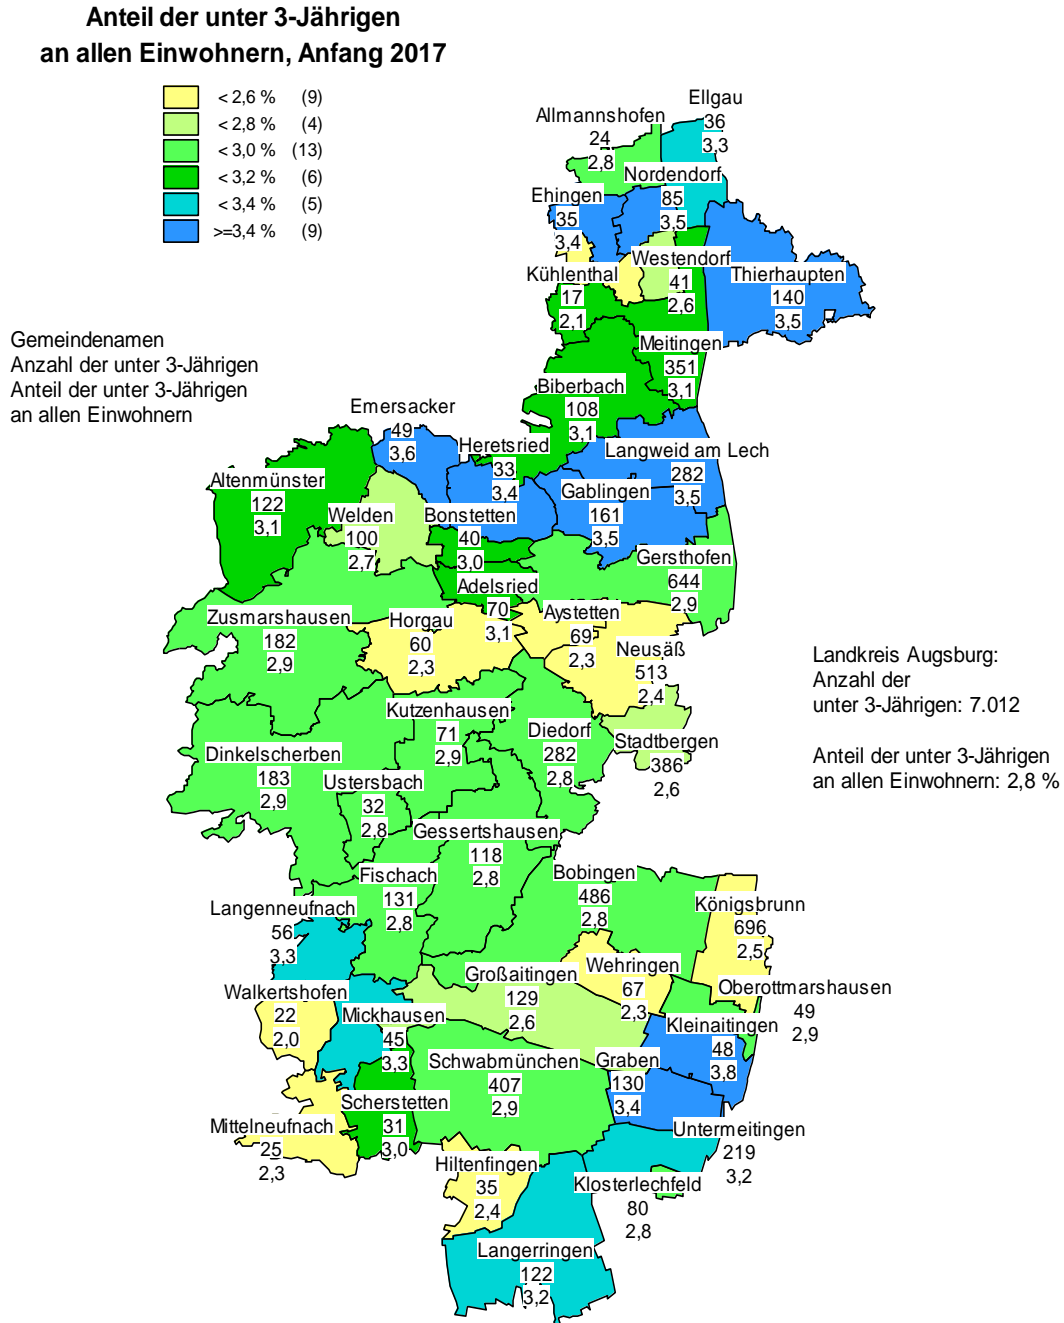 Anteil der unter 3-Jährigen
an allen Einwohnern, Anfang 2017
< 2,6 % (9)
< 2,8 % (4)
< 3,0 % (13)
< 3,2 % (6)
< 3,4 % (5)
>=3,4 % (9)
Gemeindenamen
Anzahl der unter 3-Jährigen
Anteil der unter 3-Jährigen
an allen Einwohnern
Ellgau
36
3,3
Allmannshofen
24
2,8
Nordendorf
85
3,5
Ehingen
35
3,4
Westendorf
41
2,6
Kühlenthal
17
2,1
Thierhaupten
140
3,5
Meitingen
351
3,1
Biberbach
108
3,1
Emersacker
49
3,6
Heretsried
33
3,4
Langweid am Lech
282
3,5
Altenmünster
122
3,1
Gablingen
161
3,5
Welden
100
2,7
Bonstetten
40
3,0
Gersthofen
644
2,9
Adelsried
70
3,1
Zusmarshausen
182
2,9
Horgau
60
2,3
Aystetten
69
2,3
Neusäß
513
2,4
Landkreis Augsburg:
Anzahl der
unter 3-Jährigen: 7.012
Anteil der unter 3-Jährigen
an allen Einwohnern: 2,8 %
Kutzenhausen
71
2,9
Diedorf
282
2,8
Stadtbergen
386
2,6
Dinkelscherben
183
2,9
Ustersbach
32
2,8
Gessertshausen
118
2,8
Fischach
131
2,8
Bobingen
486
2,8
Königsbrunn
696
2,5
Langenneufnach
56
3,3
Wehringen
67
2,3
Großaitingen
129
2,6
Oberottmarshausen
49
2,9
Walkertshofen
22
2,0
Mickhausen
45
3,3
Kleinaitingen
48
3,8
Schwabmünchen
407
2,9
Graben
130
3,4
Scherstetten
31
3,0
Mittelneufnach
25
2,3
Untermeitingen
219
3,2
Hiltenfingen
35
2,4
Klosterlechfeld
80
2,8
Langerringen
122
3,2